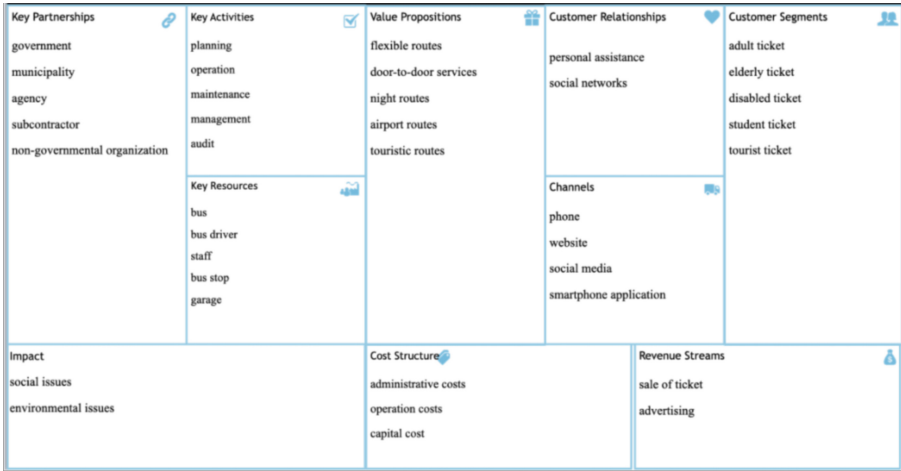 Key Partnerships
government
municipality
agency
subcontractor
non-governmental organization
Key Activities
planning
operation
maintenance
management
audit
Key Resources
bus
bus driver
staff
bus stop
garage
Value Propositions
flexible routes
door-to-door services
night routes
airport routes
touristic routes
Customer Relationships
personal assistance
social networks
Channels
phone
website
social media
smartphone application
Customer Segments
adult ticket
elderly ticket
disabled ticket
student ticket
tourist ticket
Impact
social issues
environmental issues
Cost Structure
administrative costs
operation costs
capital cost
Revenue Streams
sale of ticket
advertising